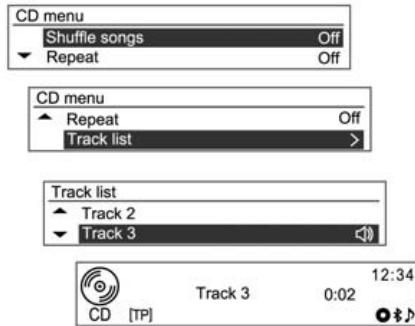 CD menu
Shuffle songs Off
Repeat Off
CD menu
Repeat Off
Track list >
Track list
Track 2
Track 3
12:34
Track 3 0:02
CD [TP]